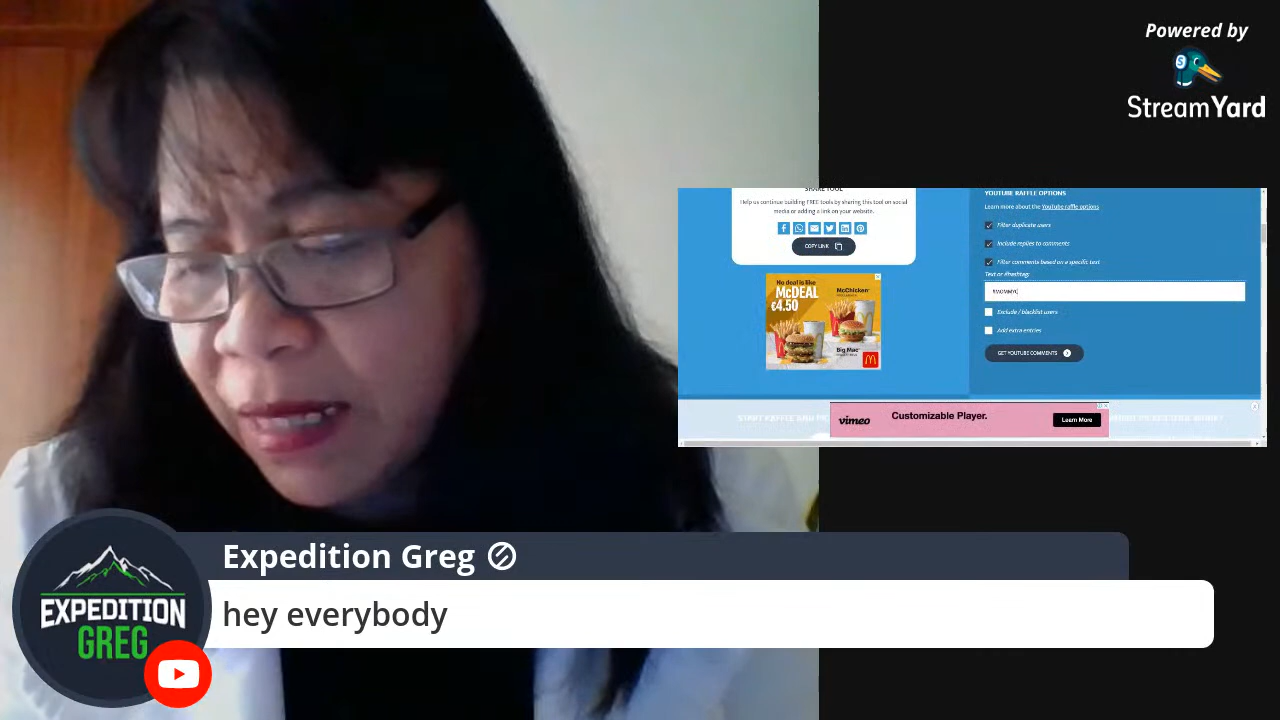 Powered by
StreamYard
SHARE TOOL
Help us continue building FREE tools by sharing this tool on social
media or adding a link on your website.
COPY LINK
No deal is like
McDEAL
€4.50
McChicken
Big Mac
YOUTUBE RAFFLE OPTIONS
Learn more about the YouTube raffle options
Filter duplicate users
Include replies to comments
Filter comments based on a specific text
Text or #hashtag:
Exclude / blacklist users
Add extra entries
GET YOUTUBE COMMENTS
vimeo
Customizable Player.
Learn More
Expedition Greg
hey everybody
EXPEDITION
GREG